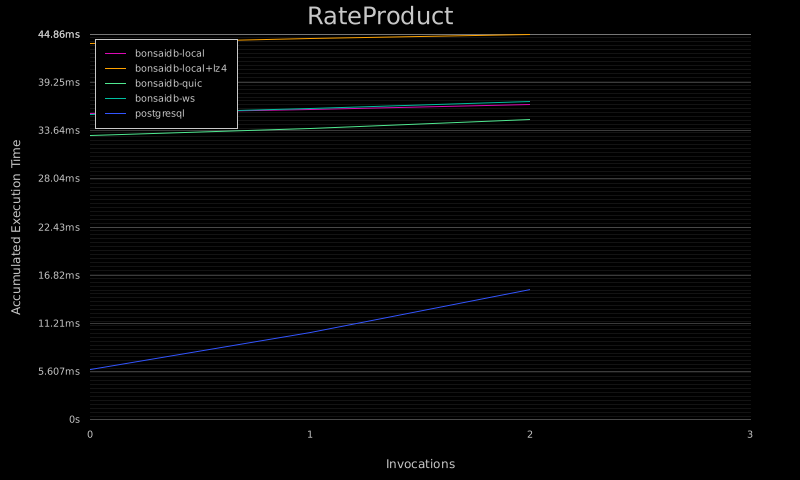 RateProduct
44.86ms
39.25ms
33.64ms
28.04ms
22.43ms
16.82ms
11.21ms
5.607ms
0s
Accumulated Execution Time
bonsaidb-local
bonsaidb-local+lz4
bonsaidb-quic
bonsaidb-ws
postgresql
0 1 2 3
Invocations